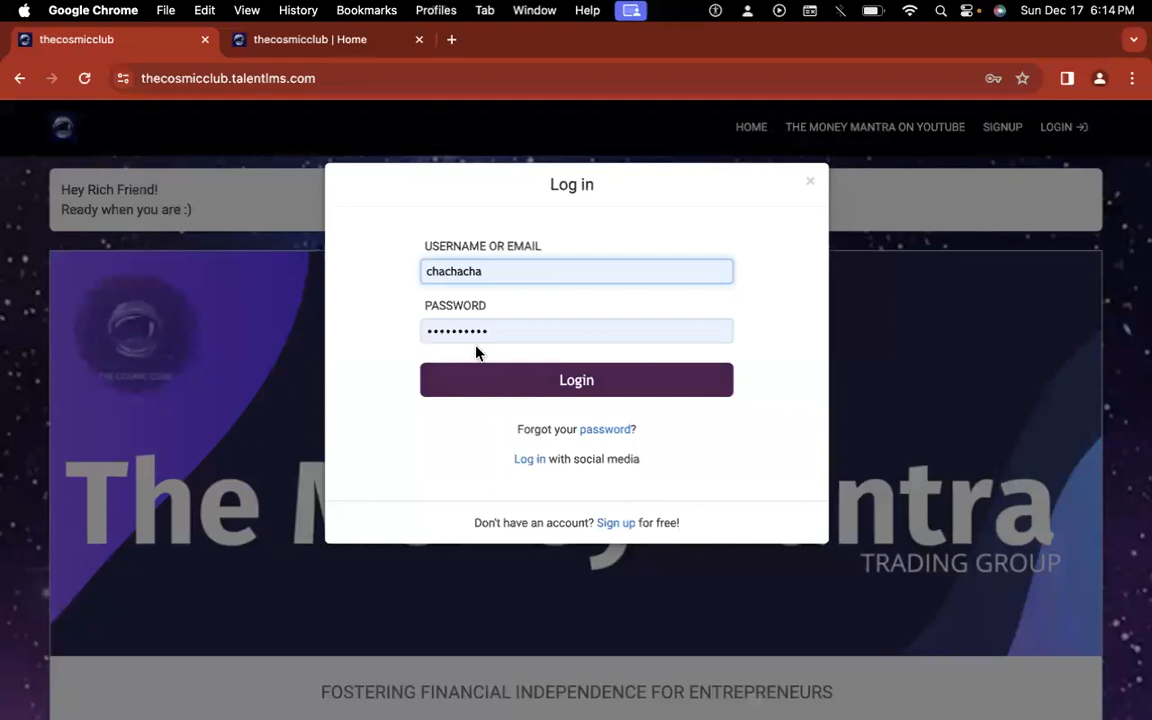 Google Chrome File Edit View History Bookmarks Profiles Tab Window Help Sun Dec 17 6:14 PM
thecosmicclub thecosmicclub | Home
thecosmicclub.talentlms.com
HOME THE MONEY MANTRA ON YOUTUBE SIGNUP LOGIN
Hey Rich Friend!
Ready when you are :)
Log in
USERNAME OR EMAIL
chachacha
PASSWORD
••••••••••
Login
Forgot your password?
Log in with social media
Don't have an account? Sign up for free!
THE COSMIC CLUB
The M
y
ntra
TRADING GROUP
FOSTERING FINANCIAL INDEPENDENCE FOR ENTREPRENEURS